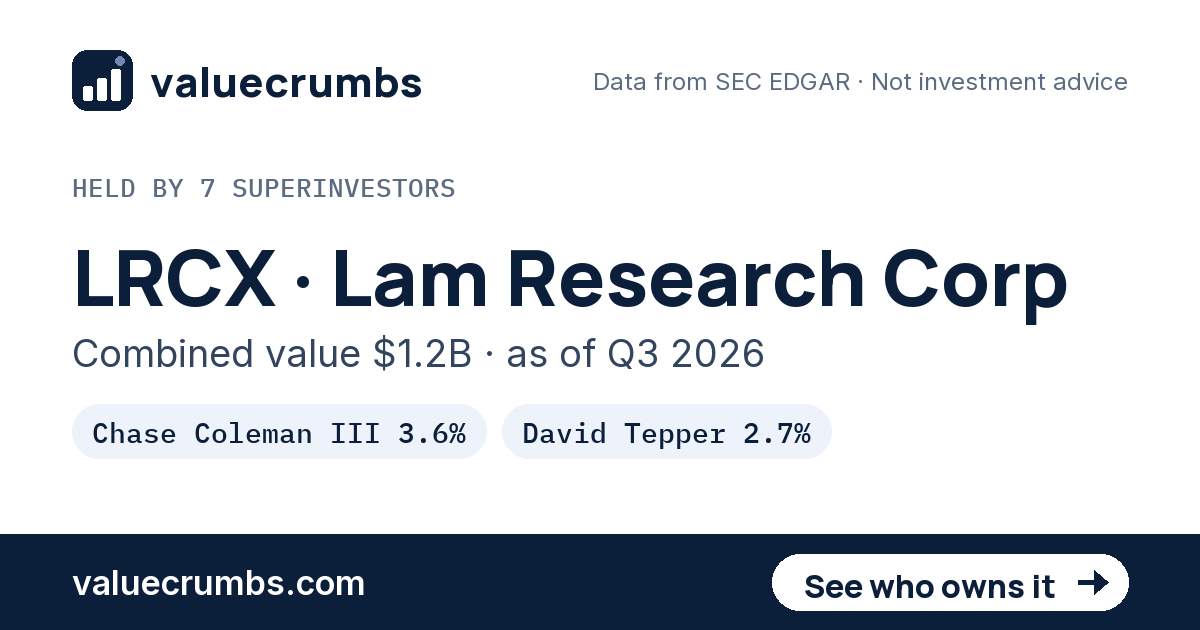 valuecrumbs
Data from SEC EDGAR · Not investment advice
HELD BY 7 SUPERINVESTORS
LRCX · Lam Research Corp
Combined value $1.2B · as of Q3 2026
Chase Coleman III 3.6%
David Tepper 2.7%
valuecrumbs.com
See who owns it →